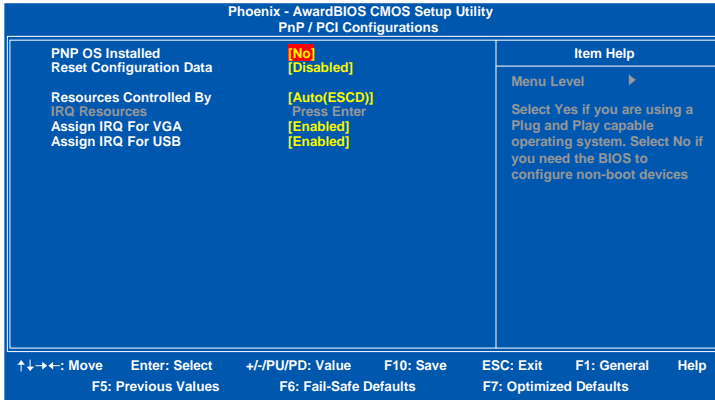 Phoenix - AwardBIOS CMOS Setup Utility
PnP / PCI Configurations
PNP OS Installed [No]
Reset Configuration Data [Disabled]
Resources Controlled By [Auto(ESCD)]
IRQ Resources Press Enter
Assign IRQ For VGA [Enabled]
Assign IRQ For USB [Enabled]
Item Help
Menu Level ▶
Select Yes if you are using a
Plug and Play capable
operating system. Select No if
you need the BIOS to
configure non-boot devices
↑↓→←: Move Enter: Select +/-/PU/PD: Value F10: Save ESC: Exit F1: General Help
F5: Previous Values F6: Fail-Safe Defaults F7: Optimized Defaults